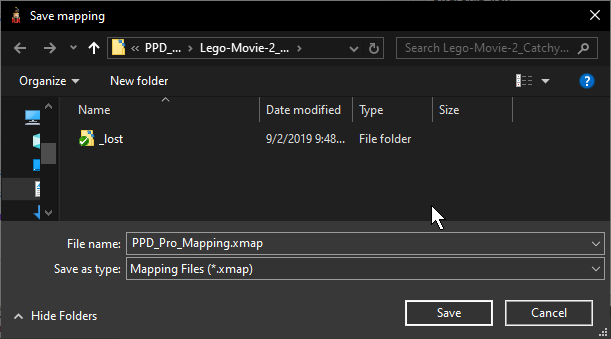 Save mapping
« PPD_... > Lego-Movie-2_... >
Search Lego-Movie-2_Catchy...
Organize New folder
Name Date modified Type Size
_lost 9/2/2019 9:48... File folder
File name: PPD_Pro_Mapping.xmap
Save as type: Mapping Files (*.xmap)
Hide Folders Save Cancel